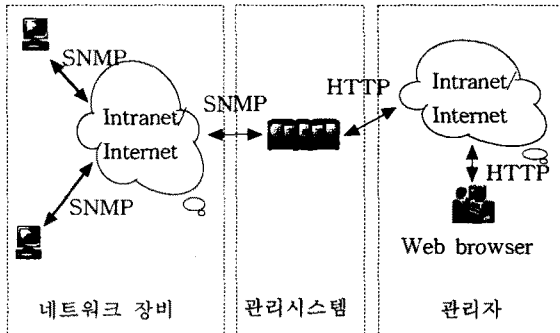 SNMP
Intranet/
Internet
SNMP
SNMP
HTTP
Intranet/
Internet
HTTP
Web browser
네트워크 장비
관리시스템
관리자